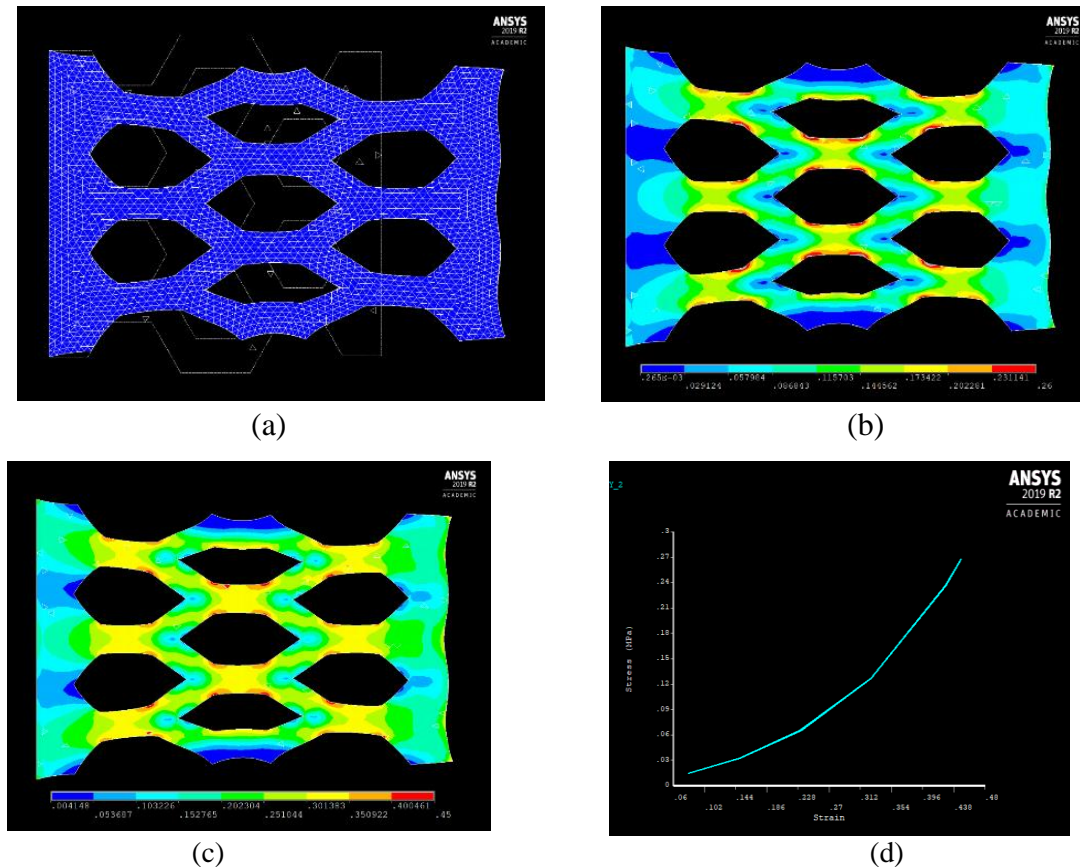 ANSYS
2019 R2
ACADEMIC
(a)
ANSYS
2019 R2
ACADEMIC
.265E-03 .057984 .115703 .173422 .231141
.029124 .086843 .144562 .202281 .26
(b)
ANSYS
2019 R2
ACADEMIC
.004148 .103226 .202304 .301383 .400461
.053687 .152765 .251044 .350922 .45
(c)
ANSYS
2019 R2
ACADEMIC
Y_2
.3
.27
.24
.21
.18
.15
.12
.09
.06
.03
0
Stress (MPa)
.06 .144 .228 .312 .396 .48
.102 .186 .27 .354 .438
Strain
(d)